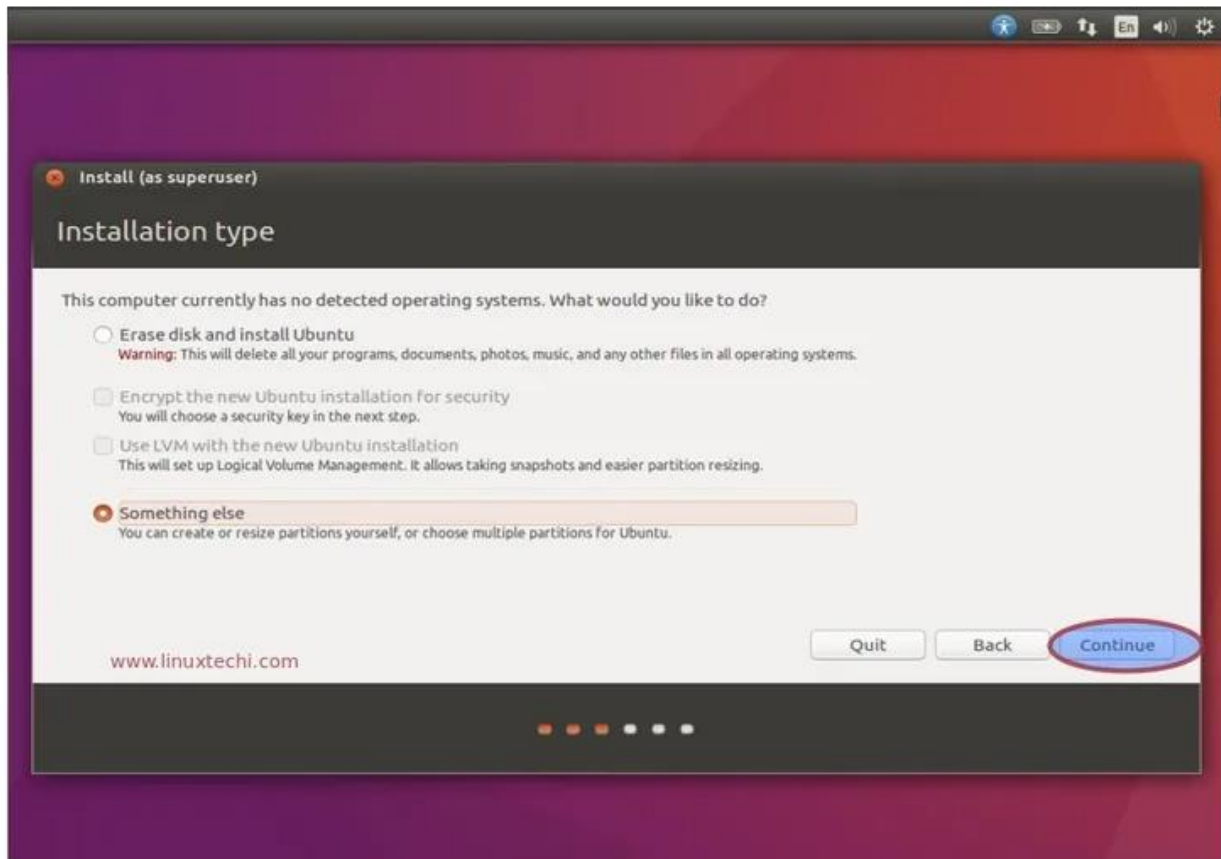 En
Install (as superuser)
Installation type
This computer currently has no detected operating systems. What would you like to do?
Erase disk and install Ubuntu
Warning: This will delete all your programs, documents, photos, music, and any other files in all operating systems.
Encrypt the new Ubuntu installation for security
You will choose a security key in the next step.
Use LVM with the new Ubuntu installation
This will set up Logical Volume Management. It allows taking snapshots and easier partition resizing.
Something else
You can create or resize partitions yourself, or choose multiple partitions for Ubuntu.
Quit Back Continue
www.linuxtechi.com